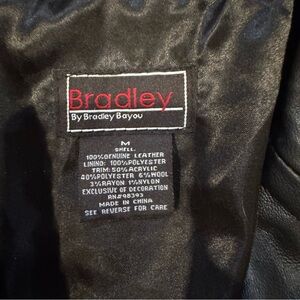 Bradley
By Bradley Bayou
M
SHELL:
100%GENUINE LEATHER
LINING: 100%POLYESTER
TRIM: 50%ACRYLIC
40%POLYESTER 6%WOOL
3%RAYON 1%NYLON
EXCLUSIVE OF DECORATION
RN#98393
MADE IN CHINA
SEE REVERSE FOR CARE